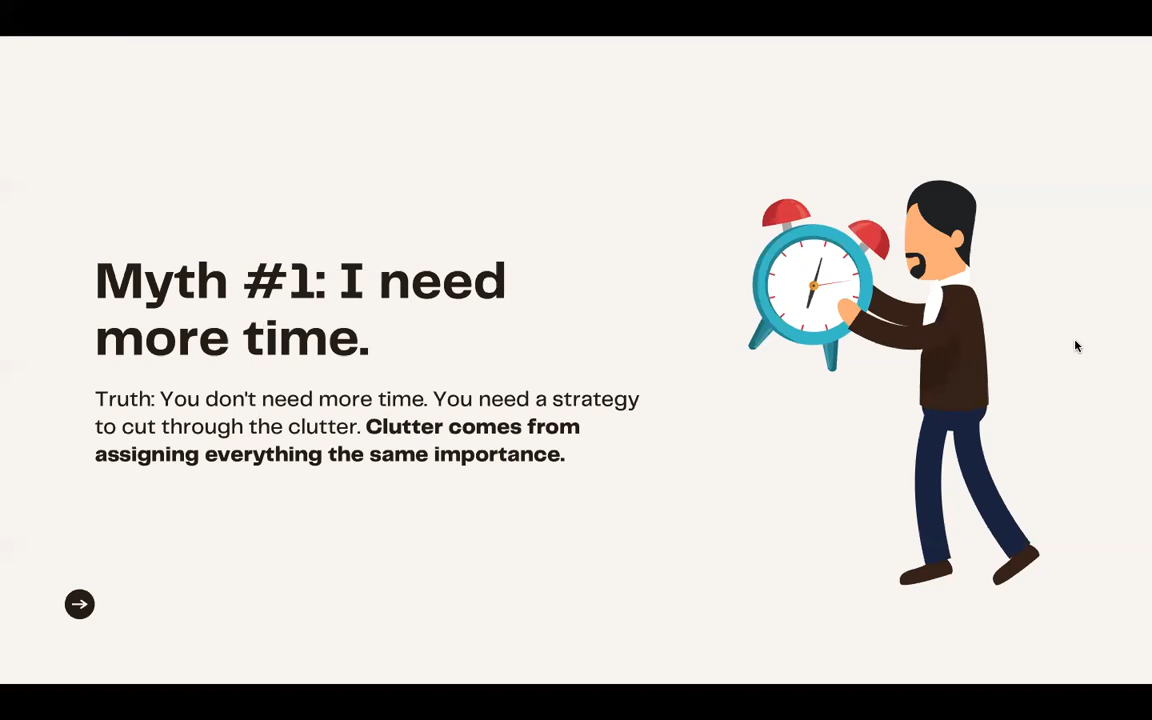 Myth #1: I need
more time.
Truth: You don't need more time. You need a strategy
to cut through the clutter. Clutter comes from
assigning everything the same importance.